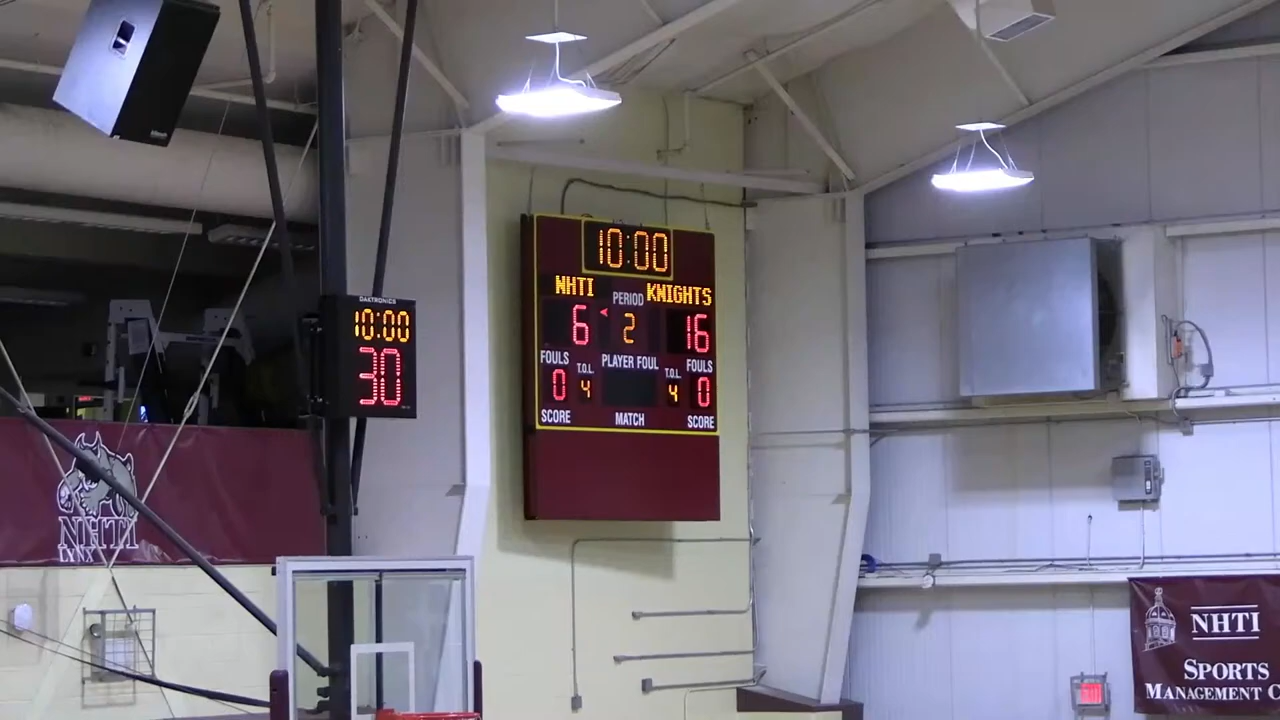 10:00
NHTI
PERIOD
KNIGHTS
6
2
16
FOULS
T.O.L.
PLAYER FOUL
T.O.L.
FOULS
0
4
4
0
SCORE
MATCH
SCORE
DAKTRONICS
10:00
30
NHTI
LYNX
NHTI
SPORTS
MANAGEMENT